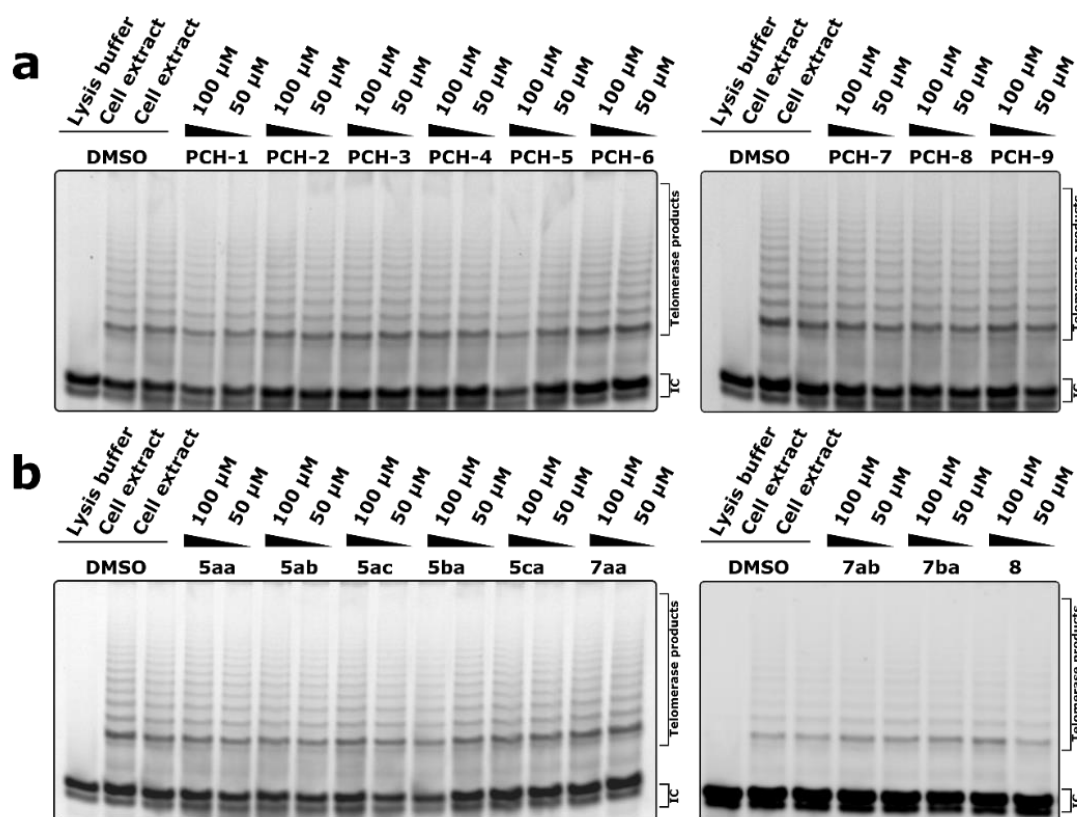 a
Lysis buffer
Cell extract
Cell extract
100 μM
50 μM
100 μM
50 μM
100 μM
50 μM
100 μM
50 μM
100 μM
50 μM
100 μM
50 μM
DMSO PCH-1 PCH-2 PCH-3 PCH-4 PCH-5 PCH-6
Telomerase products
IC
Lysis buffer
Cell extract
Cell extract
100 μM
50 μM
100 μM
50 μM
100 μM
50 μM
DMSO PCH-7 PCH-8 PCH-9
Telomerase products
IC
b
Lysis buffer
Cell extract
Cell extract
100 μM
50 μM
100 μM
50 μM
100 μM
50 μM
100 μM
50 μM
100 μM
50 μM
100 μM
50 μM
DMSO 5aa 5ab 5ac 5ba 5ca 7aa
Telomerase products
IC
Lysis buffer
Cell extract
Cell extract
100 μM
50 μM
100 μM
50 μM
100 μM
50 μM
DMSO 7ab 7ba 8
Telomerase products
IC